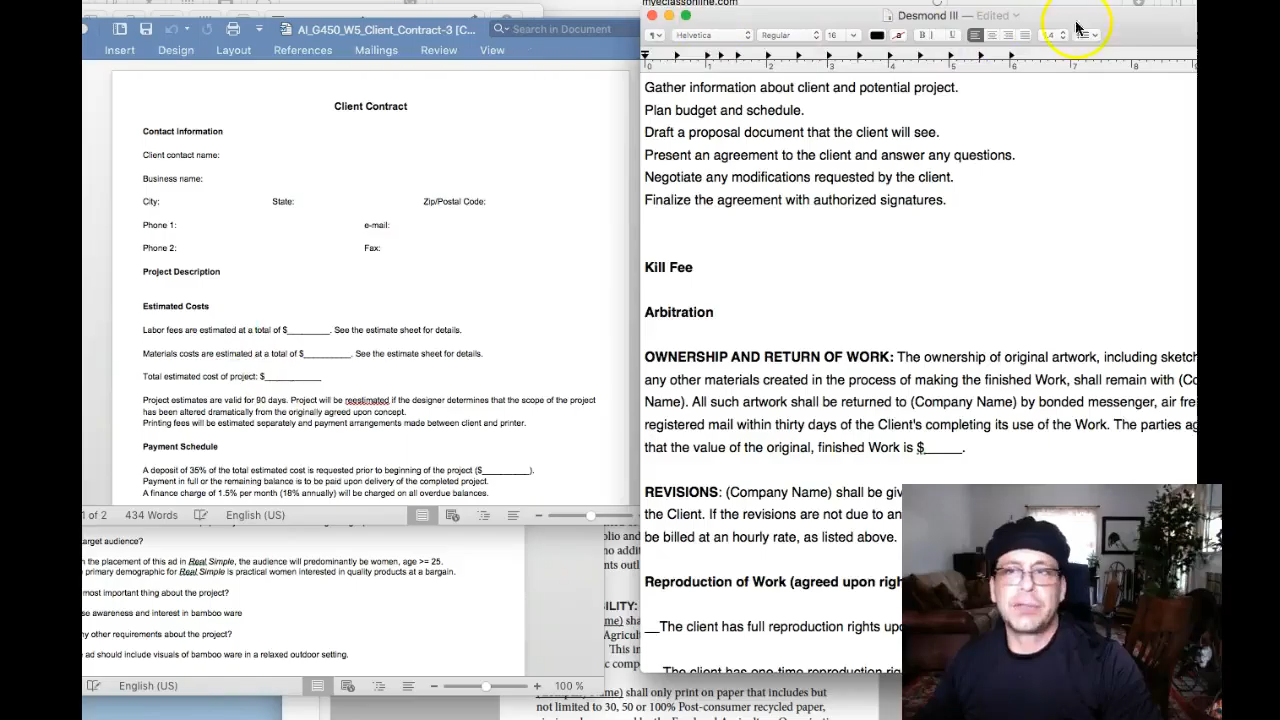 myeclassonline.com
AI_G450_W5_Client_Contract-3 [C...
Search in Document
Insert Design Layout References Mailings Review View
Client Contract
Contact Information
Client contact name:
Business name:
City: State: Zip/Postal Code:
Phone 1: e-mail:
Phone 2: Fax:
Project Description
Estimated Costs
Labor fees are estimated at a total of $_________. See the estimate sheet for details.
Materials costs are estimated at a total of $__________. See the estimate sheet for details.
Total estimated cost of project: $____________
Project estimates are valid for 90 days. Project will be reestimated if the designer determines that the scope of the project
has been altered dramatically from the originally agreed upon concept.
Printing fees will be estimated separately and payment arrangements made between client and printer.
Payment Schedule
A deposit of 35% of the total estimated cost is requested prior to beginning of the project ($__________).
Payment in full or the remaining balance is to be paid upon delivery of the completed project.
A finance charge of 1.5% per month (18% annually) will be charged on all overdue balances.
1 of 2 434 Words English (US)
target audience?
the placement of this ad in Real Simple, the audience will predominantly be women, age >= 25.
primary demographic for Real Simple is practical women interested in quality products at a bargain.
most important thing about the project?
se awareness and interest in bamboo ware
ny other requirements about the project?
ad should include visuals of bamboo ware in a relaxed outdoor setting.
English (US) 100 %
Desmond III — Edited
Helvetica Regular 16 B I U
0 1 2 3 4 5 6 7 8
Gather information about client and potential project.
Plan budget and schedule.
Draft a proposal document that the client will see.
Present an agreement to the client and answer any questions.
Negotiate any modifications requested by the client.
Finalize the agreement with authorized signatures.
Kill Fee
Arbitration
OWNERSHIP AND RETURN OF WORK: The ownership of original artwork, including sketch
any other materials created in the process of making the finished Work, shall remain with (Co
Name). All such artwork shall be returned to (Company Name) by bonded messenger, air fre
registered mail within thirty days of the Client's completing its use of the Work. The parties ag
that the value of the original, finished Work is $______.
REVISIONS: (Company Name) shall be giv
the Client. If the revisions are not due to an
be billed at an hourly rate, as listed above.
Reproduction of Work (agreed upon righ
__The client has full reproduction rights upo
__The client has one-time reproduction rig
olio and
no addi
nts outl
ILITY:
me) sha
Agricult
This in
c comp
shall only print on paper that includes but
not limited to 30, 50 or 100% Post-consumer recycled paper,